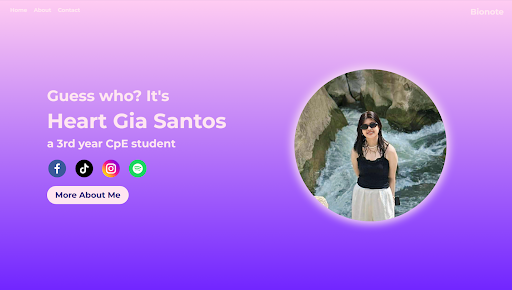 Home About Contact
Bionote
Guess who? It's
Heart Gia Santos
a 3rd year CpE student
More About Me